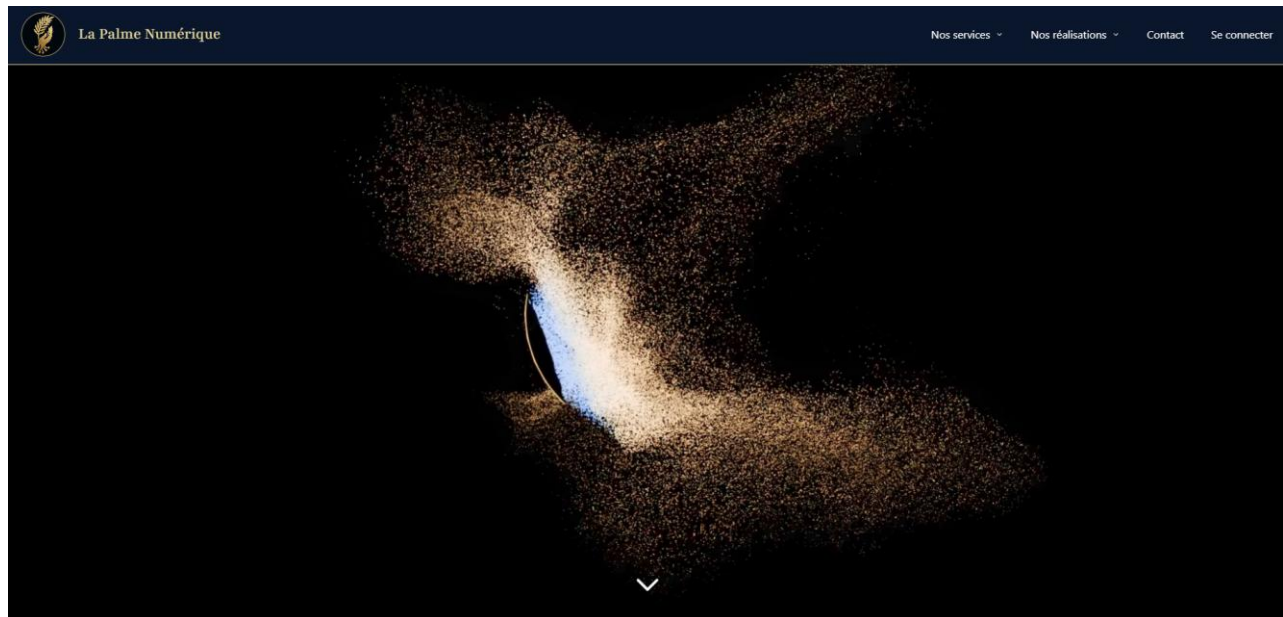 La Palme Numérique
Nos services
Nos réalisations
Contact
Se connecter